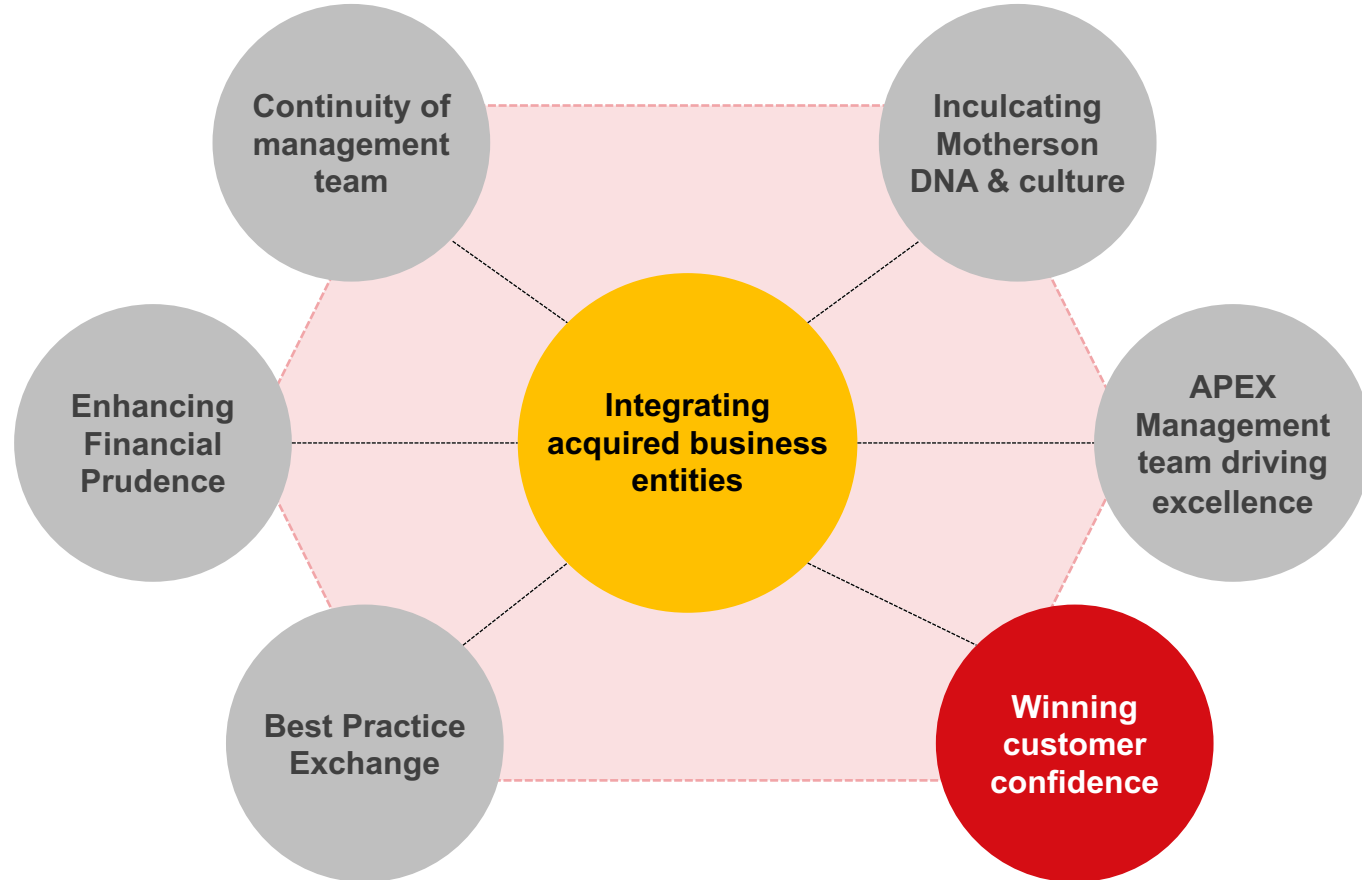 Continuity of
management
team
Inculcating
Motherson
DNA & culture
Enhancing
Financial
Prudence
Integrating
acquired business
entities
APEX
Management
team driving
excellence
Best Practice
Exchange
Winning
customer
confidence